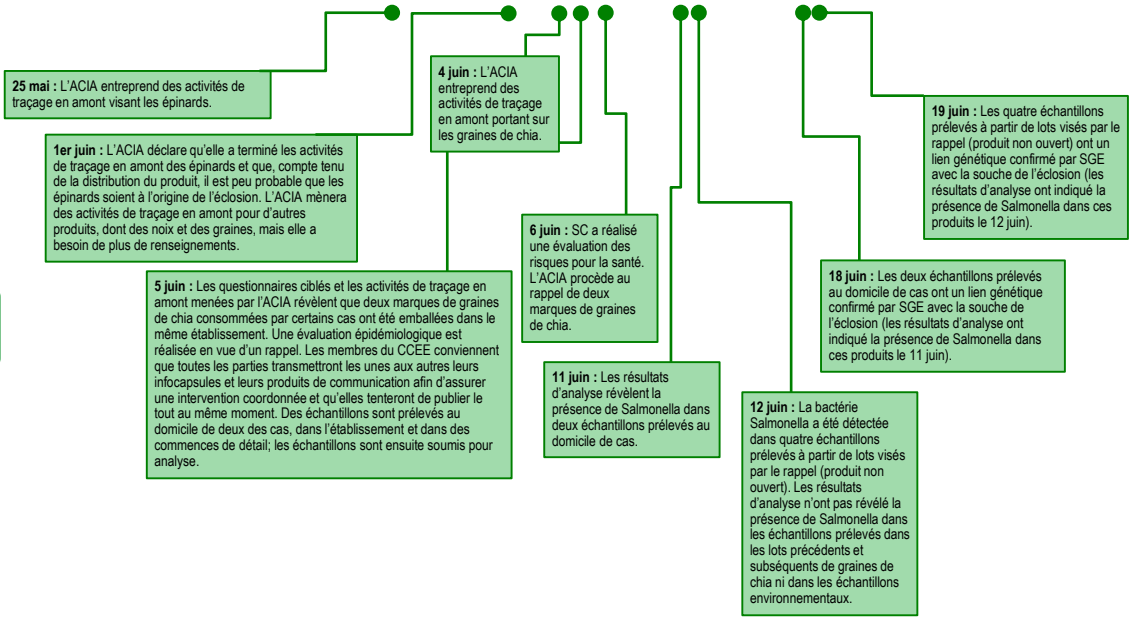 25 mai : L'ACIA entreprend des activités de
traçage en amont visant les épinards.
1er juin : L'ACIA déclare qu'elle a terminé les activités
de traçage en amont des épinards et que, compte tenu
de la distribution du produit, il est peu probable que les
épinards soient à l'origine de l'éclosion. L'ACIA mènera
des activités de traçage en amont pour d'autres
produits, dont des noix et des graines, mais elle a
besoin de plus de renseignements.
4 juin : L'ACIA
entreprend des
activités de traçage
en amont portant sur
les graines de chia.
5 juin : Les questionnaires ciblés et les activités de traçage en
amont menées par l'ACIA révèlent que deux marques de graines
de chia consommées par certains cas ont été emballées dans le
même établissement. Une évaluation épidémiologique est
réalisée en vue d'un rappel. Les membres du CCEE conviennent
que toutes les parties transmettront les unes aux autres leurs
infocapsules et leurs produits de communication afin d'assurer
une intervention coordonnée et qu'elles tenteront de publier le
tout au même moment. Des échantillons sont prélevés au
domicile de deux des cas, dans l'établissement et dans des
commences de détail; les échantillons sont ensuite soumis pour
analyse.
6 juin : SC a réalisé
une évaluation des
risques pour la santé.
L'ACIA procède au
rappel de deux
marques de graines
de chia.
11 juin : Les résultats
d'analyse révèlent la
présence de Salmonella dans
deux échantillons prélevés au
domicile de cas.
12 juin : La bactérie
Salmonella a été détectée
dans quatre échantillons
prélevés à partir de lots visés
par le rappel (produit non
ouvert). Les résultats
d'analyse n'ont pas révélé la
présence de Salmonella dans
les échantillons prélevés dans
les lots précédents et
subséquents de graines de
chia ni dans les échantillons
environnementaux.
18 juin : Les deux échantillons prélevés
au domicile de cas ont un lien génétique
confirmé par SGE avec la souche de
l'éclosion (les résultats d'analyse ont
indiqué la présence de Salmonella dans
ces produits le 11 juin).
19 juin : Les quatre échantillons
prélevés à partir de lots visés par le
rappel (produit non ouvert) ont un
lien génétique confirmé par SGE
avec la souche de l'éclosion (les
résultats d'analyse ont indiqué la
présence de Salmonella dans ces
produits le 12 juin).